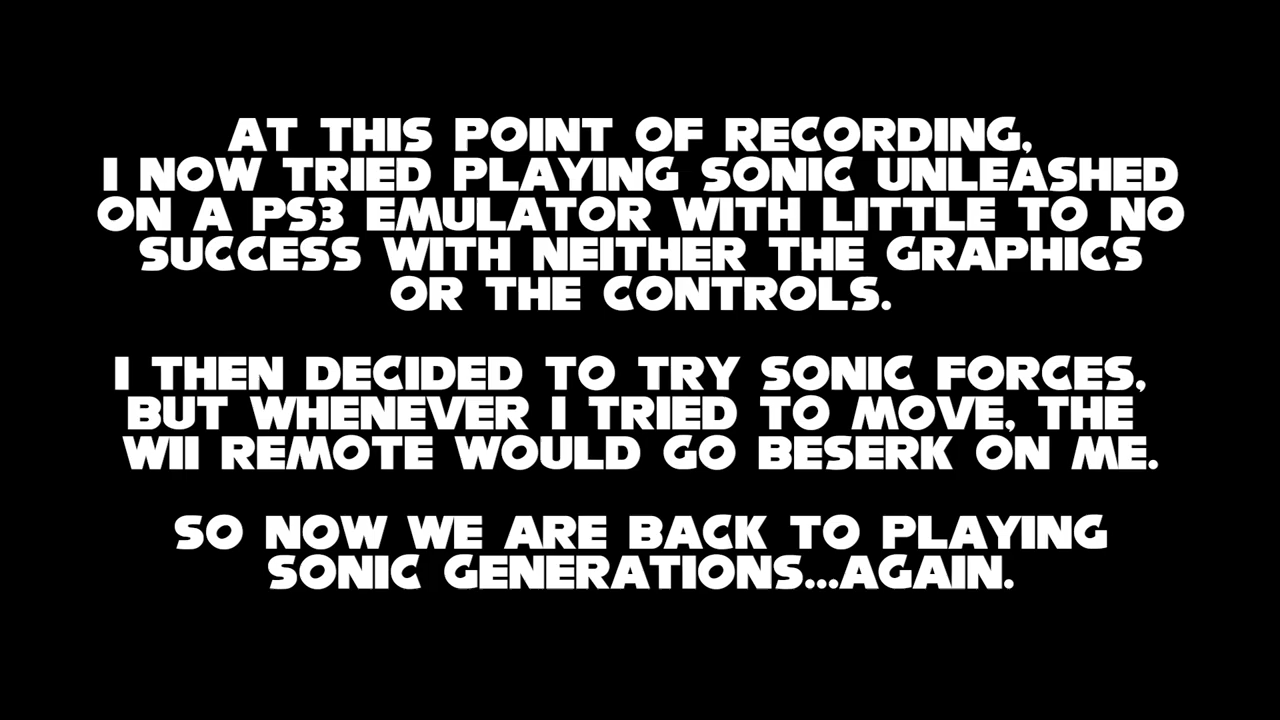 AT THIS POINT OF RECORDING,
I NOW TRIED PLAYING SONIC UNLEASHED
ON A PS3 EMULATOR WITH LITTLE TO NO
SUCCESS WITH NEITHER THE GRAPHICS
OR THE CONTROLS.
I THEN DECIDED TO TRY SONIC FORCES,
BUT WHENEVER I TRIED TO MOVE, THE
WII REMOTE WOULD GO BESERK ON ME.
SO NOW WE ARE BACK TO PLAYING
SONIC GENERATIONS...AGAIN.